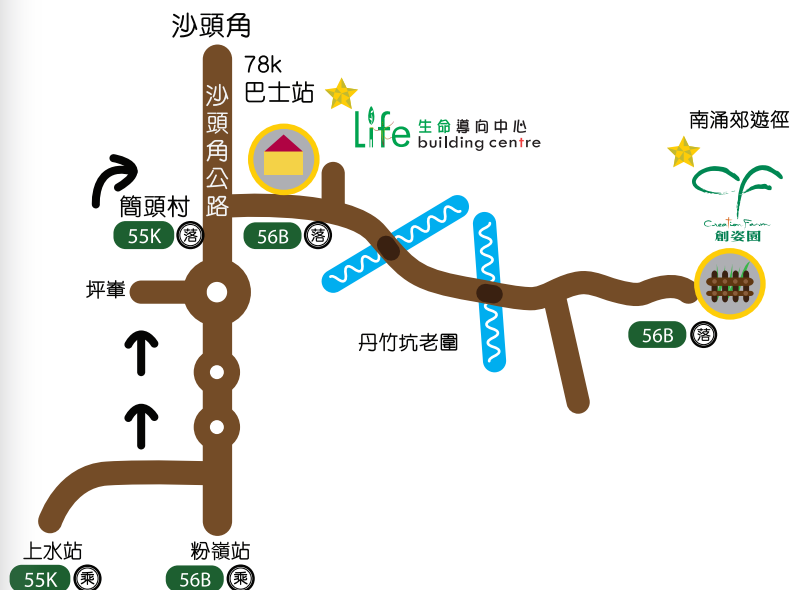 沙頭角
78k
巴士站
沙頭角公路
Life 生命導向中心
building centre
南涌郊遊徑
Creation Farm
創姿園
簡頭村
55K 落
56B 落
坪輋
丹竹坑老圍
56B 落
上水站
55K 乘
粉嶺站
56B 乘